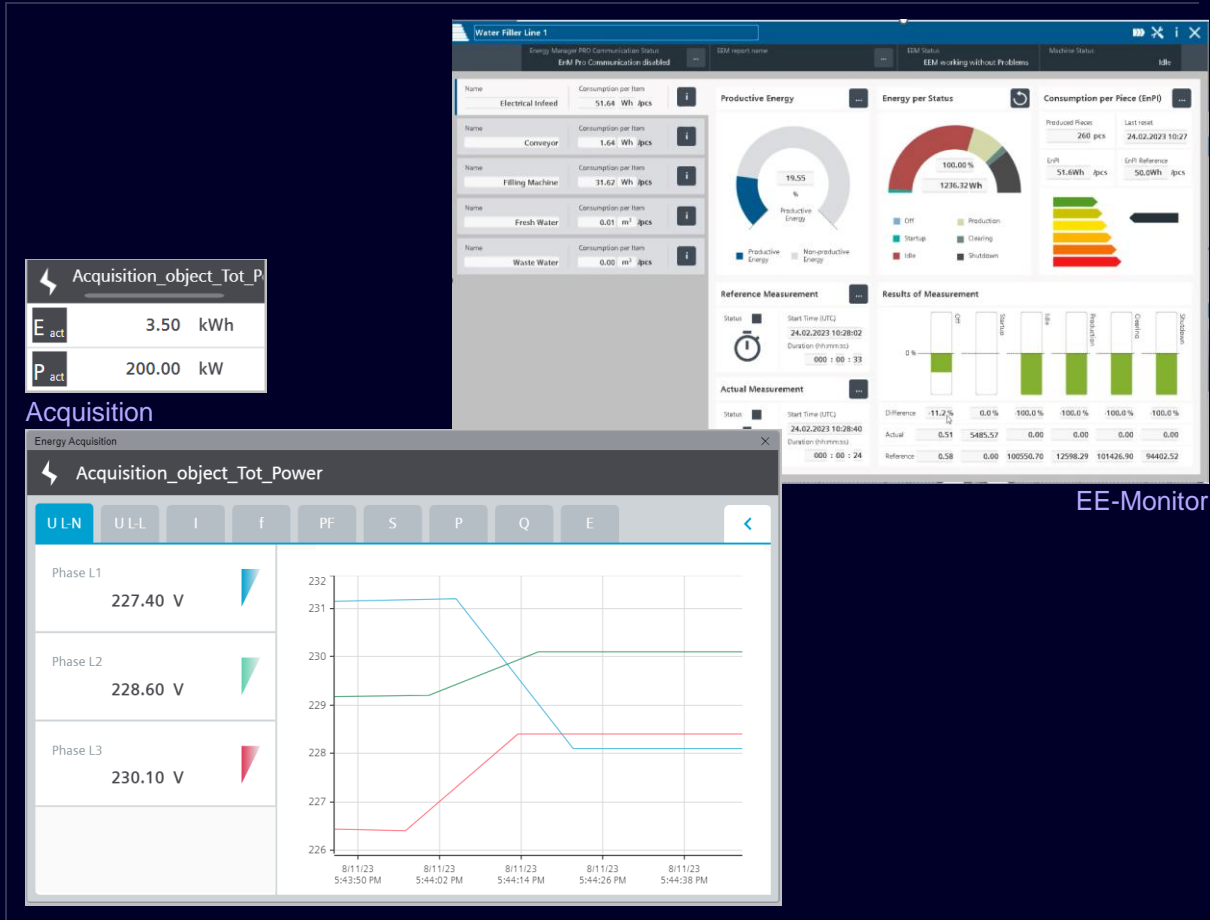 Water Filler Line 1
Energy Manager PRO Communication Status
EnM Pro Communication disabled
...
EEM report name
...
EEM Status
EEM working without Problems
Machine Status
Idle
Name
Consumption per Item
Electrical Infeed
51.64 Wh /pcs
Name
Consumption per Item
Conveyor
1.64 Wh /pcs
Name
Consumption per Item
Filling Machine
31.62 Wh /pcs
Name
Consumption per Item
Fresh Water
0.01 m³ /pcs
Name
Consumption per Item
Waste Water
0.00 m³ /pcs
Productive Energy
...
19.55
%
Productive
Energy
Productive
Energy
Non-productive
Energy
Energy per Status
100.00 %
1236.32 Wh
Off
Production
Startup
Clearing
Idle
Shutdown
Consumption per Piece (EnPI)
...
Produced Pieces
Last reset
260 pcs
24.02.2023 10:27
EnPI
EnPI Reference
51.6Wh /pcs
50.0Wh /pcs
Reference Measurement
...
Status
Start Time (UTC)
24.02.2023 10:28:02
Duration (hh:mm:ss)
000 : 00 : 33
Actual Measurement
...
Status
Start Time (UTC)
24.02.2023 10:28:40
Duration (hh:mm:ss)
000 : 00 : 24
Results of Measurement
Off
Startup
Idle
Production
Clearing
Shutdown
0 %
Difference -11.2 % 0.0 % -100.0 % -100.0 % -100.0 % -100.0 %
Actual 0.51 5485.57 0.00 0.00 0.00 0.00
Reference 0.58 0.00 100550.70 12598.29 101426.90 94402.52
EE-Monitor
Acquisition_object_Tot_P
E act 3.50 kWh
P act 200.00 kW
Acquisition
Energy Acquisition
Acquisition_object_Tot_Power
U L-N U L-L I f PF S P Q E
Phase L1
227.40 V
Phase L2
228.60 V
Phase L3
230.10 V
232
231
230
229
228
227
226
8/11/23 8/11/23 8/11/23 8/11/23 8/11/23
5:43:50 PM 5:44:02 PM 5:44:14 PM 5:44:26 PM 5:44:38 PM